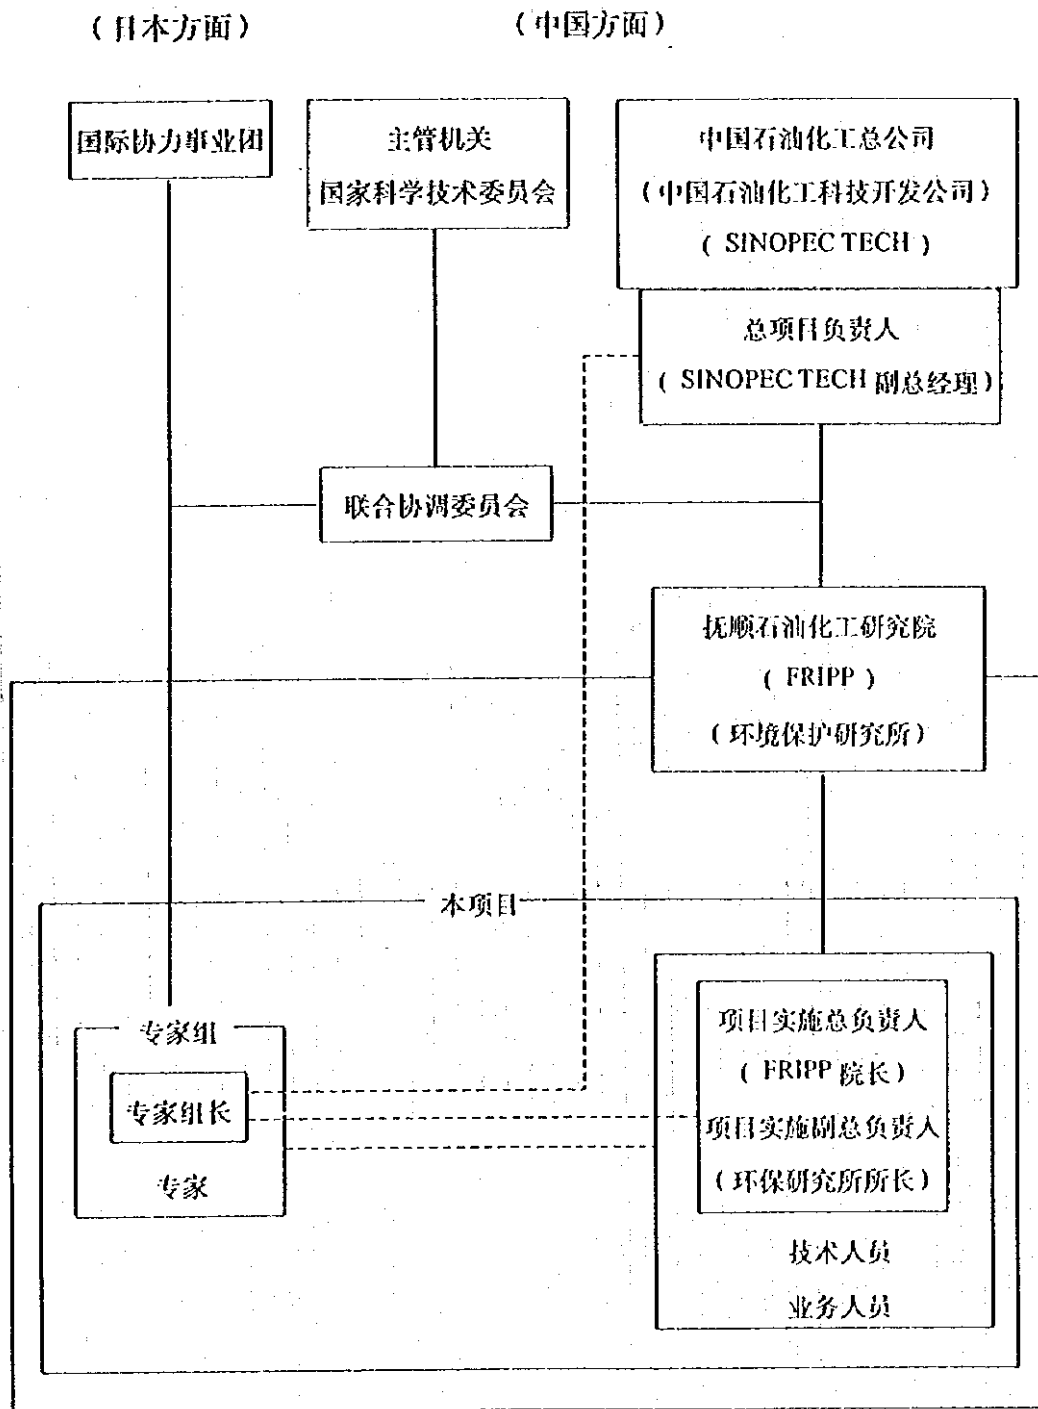 (日本方面)
(中国方面)
国际协力事业团
主管机关
国家科学技术委员会
中国石油化工总公司
(中国石油化工科技开发公司)
( SINOPEC TECH )
总项目负责人
( SINOPEC TECH 副总经理)
联合协调委员会
抚顺石油化工研究院
( FRIPP )
(环境保护研究所)
本项目
专家组
专家组长
专家
项目实施总负责人
( FRIPP 院长)
项目实施副总负责人
(环保研究所所长)
技术人员
业务人员